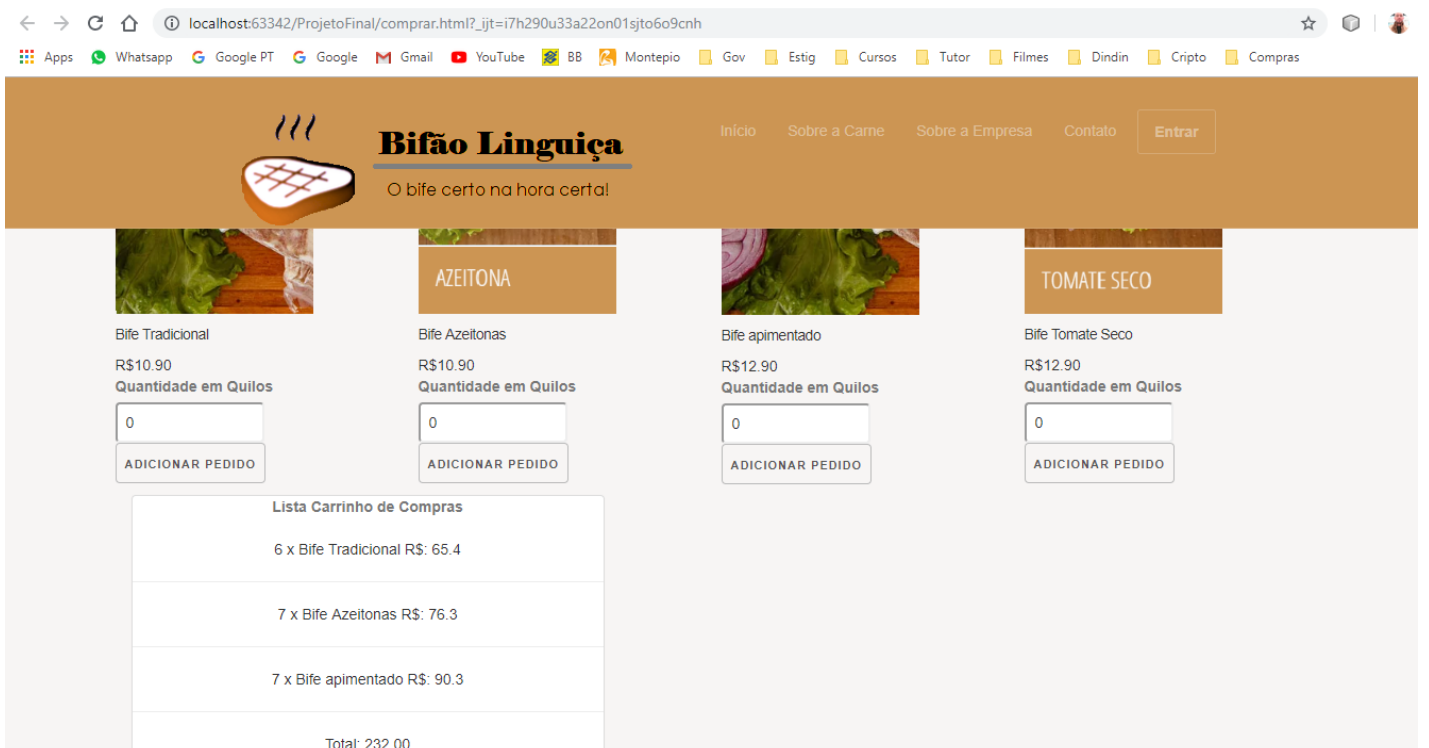 localhost:63342/ProjetoFinal/comprar.html?_ijt=i7h290u33a22on01sjto6o9cnh
Apps Whatsapp Google PT Google Gmail YouTube BB Montepio Gov Estig Cursos Tutor Filmes Dindin Cripto Compras
Bifão Linguiça
O bife certo na hora certa!
Início Sobre a Carne Sobre a Empresa Contato Entrar
AZEITONA TOMATE SECO
Bife Tradicional Bife Azeitonas Bife apimentado Bife Tomate Seco
R$10.90 R$10.90 R$12.90 R$12.90
Quantidade em Quilos Quantidade em Quilos Quantidade em Quilos Quantidade em Quilos
0 0 0 0
ADICIONAR PEDIDO ADICIONAR PEDIDO ADICIONAR PEDIDO ADICIONAR PEDIDO
Lista Carrinho de Compras
6 x Bife Tradicional R$: 65.4
7 x Bife Azeitonas R$: 76.3
7 x Bife apimentado R$: 90.3
Total: 232.00